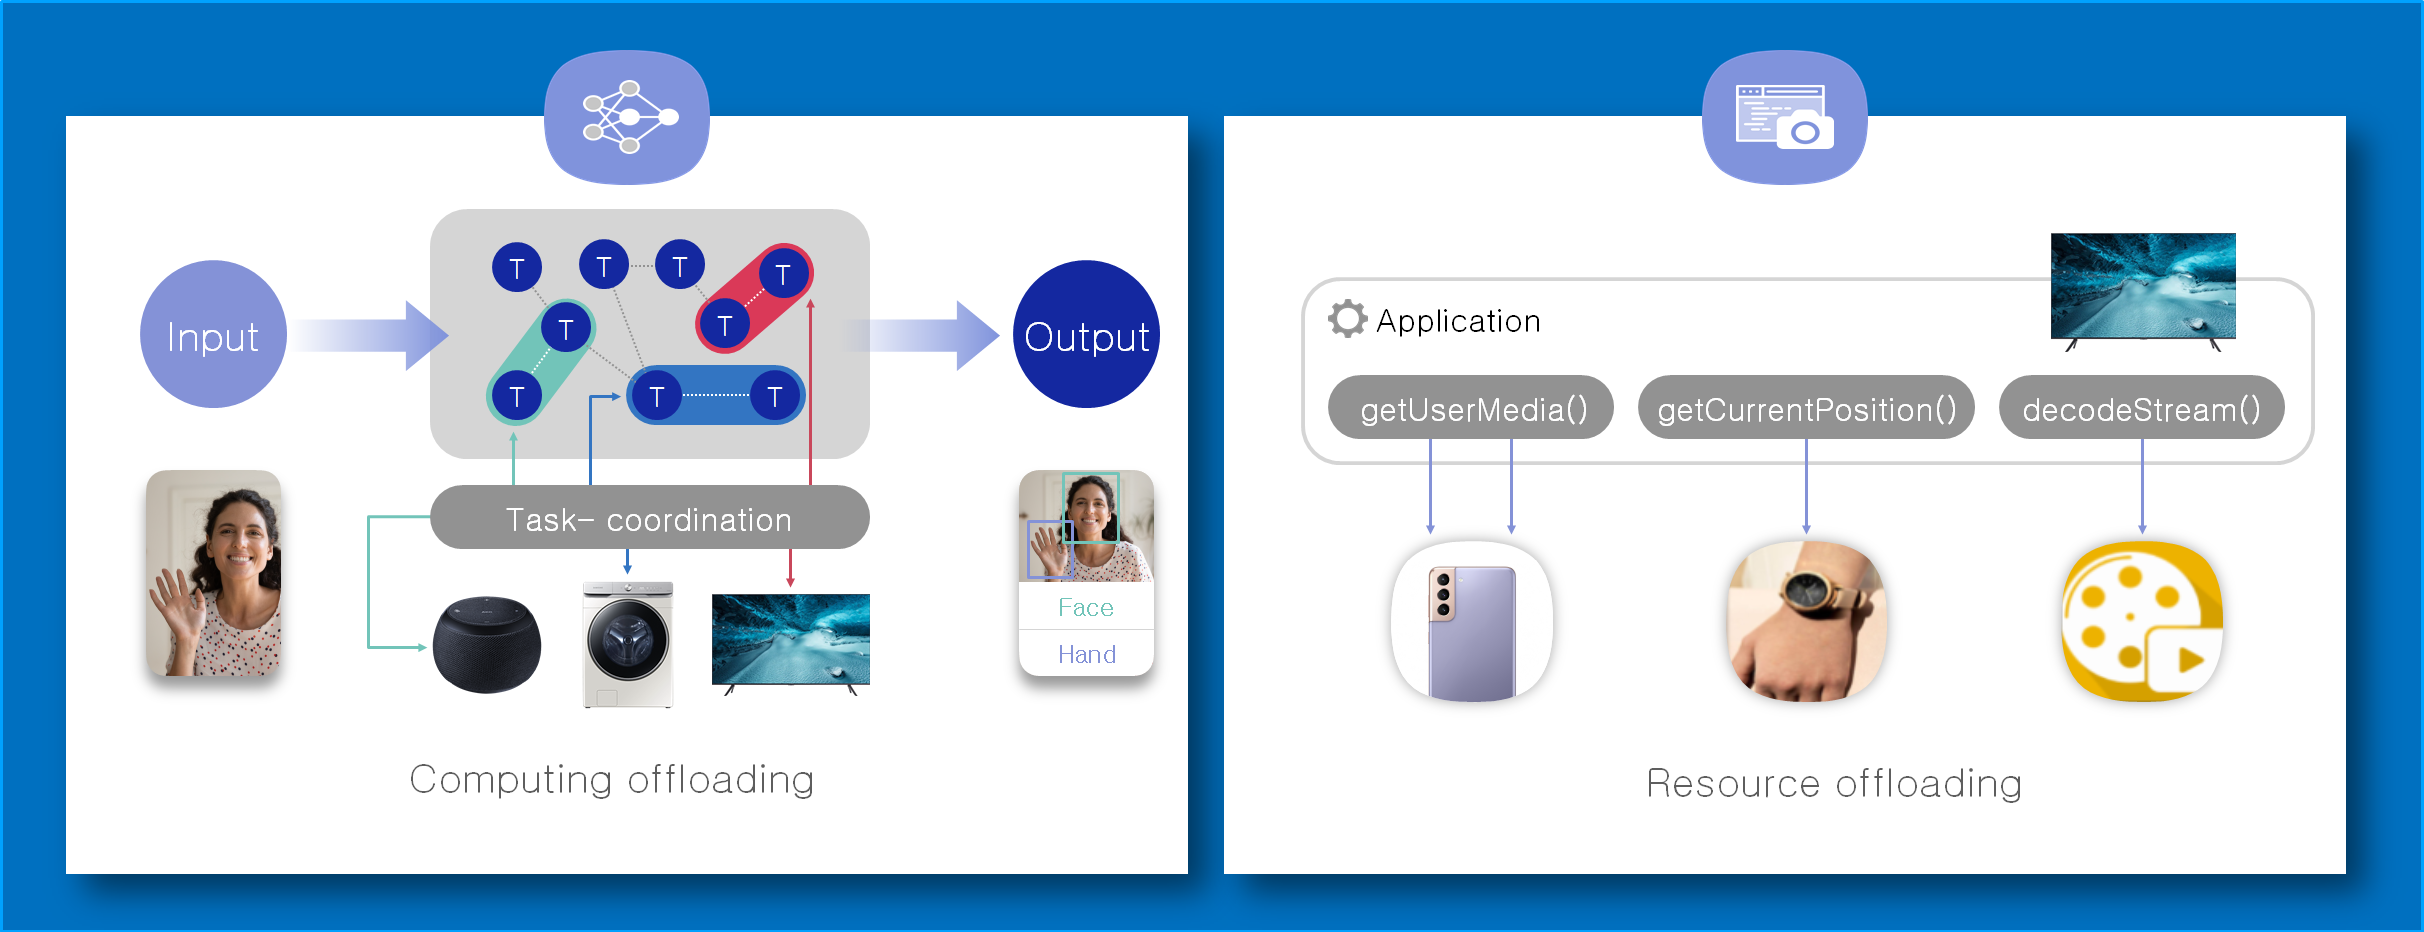 Input
T
T
T
T
T
T
T
T
T
Output
Task- coordination
Face
Hand
Computing offloading
Application
getUserMedia()
getCurrentPosition()
decodeStream()
Resource offloading